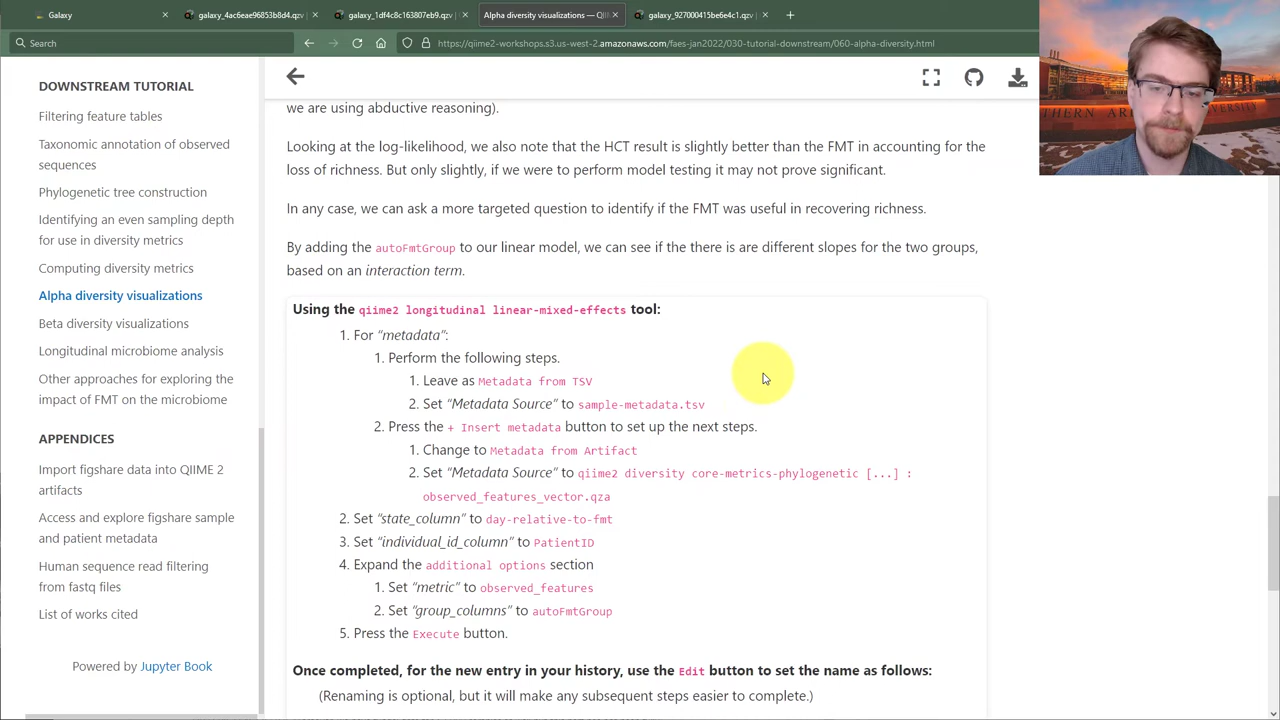 Galaxy
galaxy_4ac6eae96853b8d4.qzv
galaxy_1df4c8c163807eb9.qzv
Alpha diversity visualizations — QII
galaxy_927000415be6e4c1.qzv
Search
https://qiime2-workshops.s3.us-west-2.amazonaws.com/faes-jan2022/030-tutorial-downstream/060-alpha-diversity.html
DOWNSTREAM TUTORIAL
Filtering feature tables
Taxonomic annotation of observed
sequences
Phylogenetic tree construction
Identifying an even sampling depth
for use in diversity metrics
Computing diversity metrics
Alpha diversity visualizations
Beta diversity visualizations
Longitudinal microbiome analysis
Other approaches for exploring the
impact of FMT on the microbiome
APPENDICES
Import figshare data into QIIME 2
artifacts
Access and explore figshare sample
and patient metadata
Human sequence read filtering
from fastq files
List of works cited
Powered by Jupyter Book
we are using abductive reasoning).
Looking at the log-likelihood, we also note that the HCT result is slightly better than the FMT in accounting for the
loss of richness. But only slightly, if we were to perform model testing it may not prove significant.
In any case, we can ask a more targeted question to identify if the FMT was useful in recovering richness.
By adding the autoFmtGroup to our linear model, we can see if the there is are different slopes for the two groups,
based on an interaction term.
Using the qiime2 longitudinal linear-mixed-effects tool:
1. For "metadata":
1. Perform the following steps.
1. Leave as Metadata from TSV
2. Set "Metadata Source" to sample-metadata.tsv
2. Press the + Insert metadata button to set up the next steps.
1. Change to Metadata from Artifact
2. Set "Metadata Source" to qiime2 diversity core-metrics-phylogenetic [...] :
observed_features_vector.qza
2. Set "state_column" to day-relative-to-fmt
3. Set "individual_id_column" to PatientID
4. Expand the additional options section
1. Set "metric" to observed_features
2. Set "group_columns" to autoFmtGroup
5. Press the Execute button.
Once completed, for the new entry in your history, use the Edit button to set the name as follows:
(Renaming is optional, but it will make any subsequent steps easier to complete.)